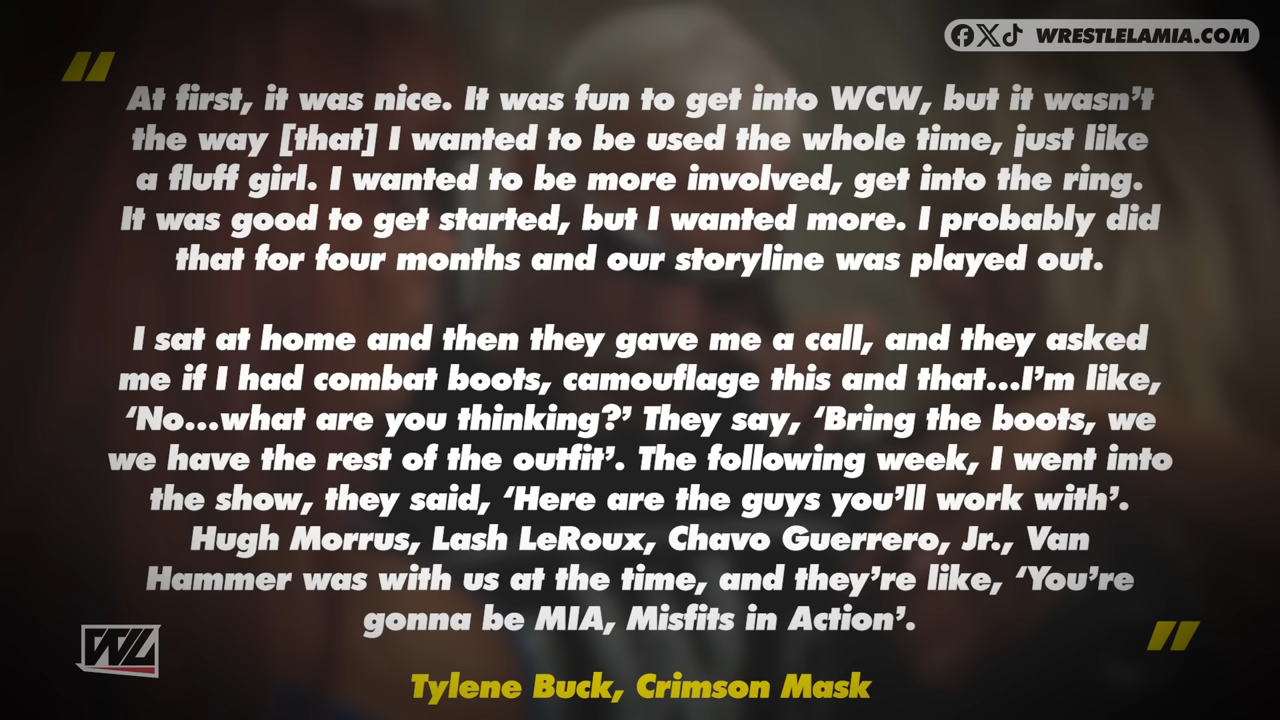 WRESTLELAMIA.COM
"
At first, it was nice. It was fun to get into WCW, but it wasn't
the way [that] I wanted to be used the whole time, just like
a fluff girl. I wanted to be more involved, get into the ring.
It was good to get started, but I wanted more. I probably did
that for four months and our storyline was played out.
I sat at home and then they gave me a call, and they asked
me if I had combat boots, camouflage this and that...I'm like,
‘No...what are you thinking?’ They say, ‘Bring the boots, we
we have the rest of the outfit’. The following week, I went into
the show, they said, ‘Here are the guys you’ll work with’.
Hugh Morrus, Lash LeRoux, Chavo Guerrero, Jr., Van
Hammer was with us at the time, and they’re like, ‘You’re
gonna be MIA, Misfits in Action’.
"
WL
Tylene Buck, Crimson Mask